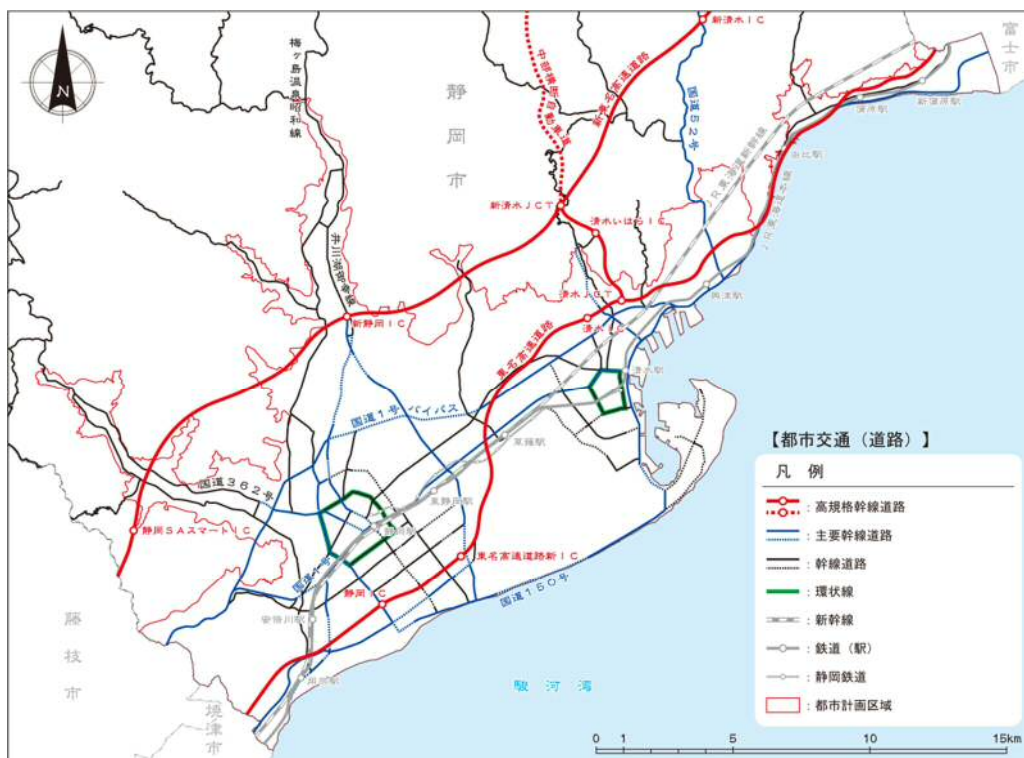 新清水IC
富士市
梅ヶ島温泉昭和線
静岡市
中部横断自動車道
新東名高速道路
国道52号
JR東海道新幹線
新蒲原駅
蒲原駅
由比駅
JR東海道本線
新清水JCT
清水いはらIC
井川湖御幸線
興津駅
清水JCT
新静岡IC
清水IC
東名高速道路
清水駅
国道1号バイパス
草薙駅
国道362号
東静岡駅
静岡駅
静岡SAスマートIC
東名高速道路新IC
国道1号
静岡IC
国道150号
安倍川駅
藤枝市
用宗駅
焼津市
駿河湾
【都市交通（道路）】
凡例
：高規格幹線道路
：主要幹線道路
：幹線道路
：環状線
：新幹線
：鉄道（駅）
：静岡鉄道
：都市計画区域
0 1 5 10 15km
N